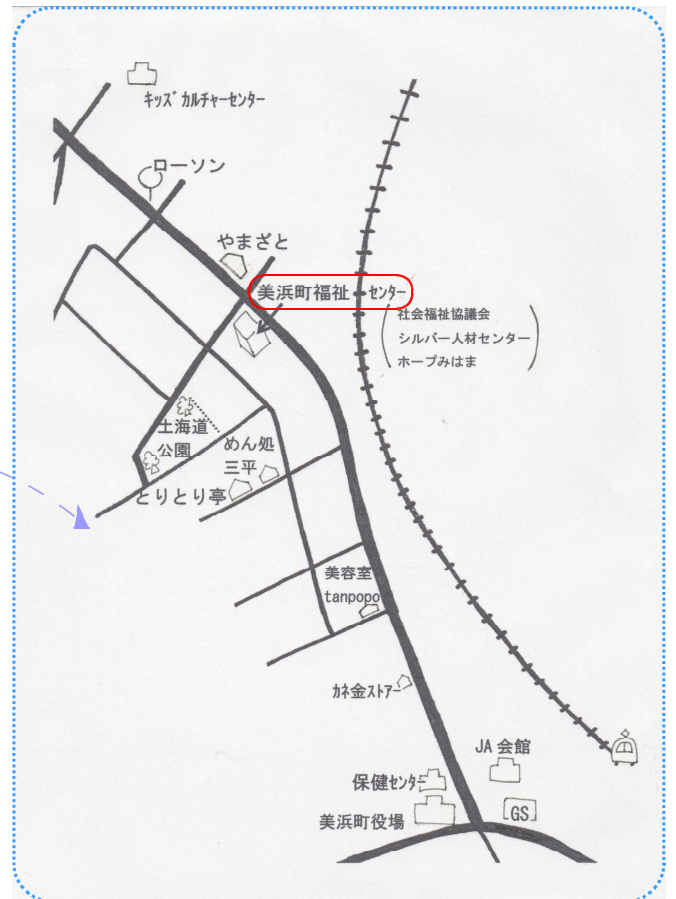 キッズカルチャーセンター
ローソン
やまざと
美浜町福祉センター
社会福祉協議会
シルバー人材センター
ホープみはま
土海道
公園
めん処
三平
とりとり亭
美容室
tanpopo
カネ金ストアー
JA会館
保健センター
GS
美浜町役場